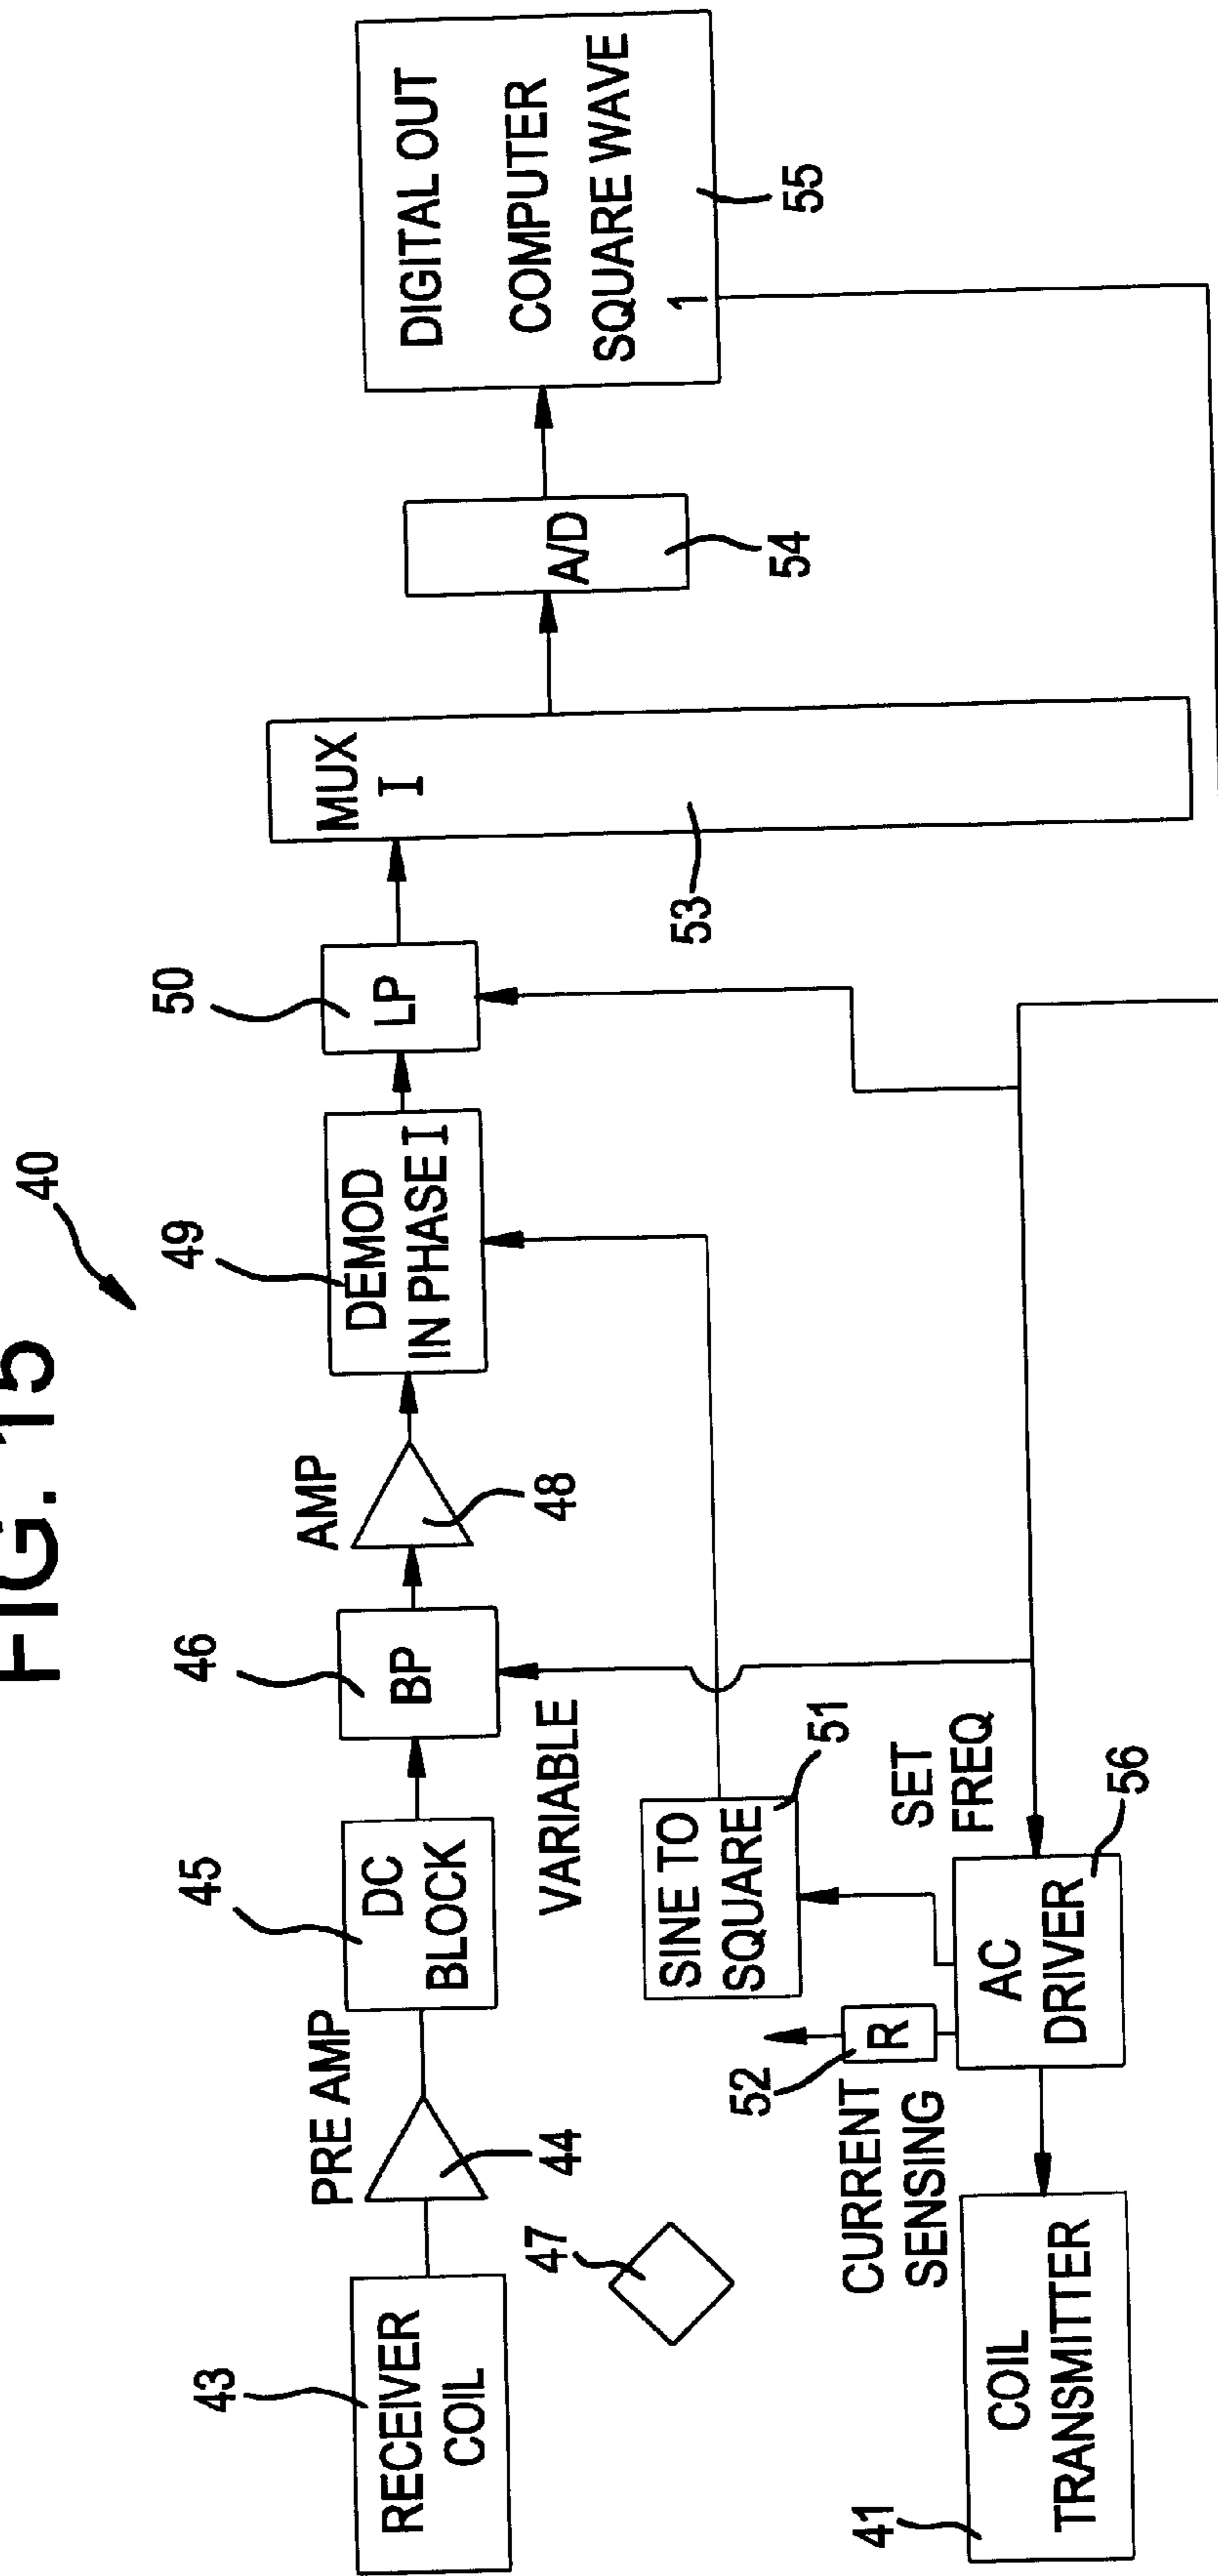 FIG. 15
40
43
RECEIVER
COIL
PRE AMP
44
45
DC
BLOCK
46
BP
VARIABLE
AMP
48
49
DEMOD
IN PHASE I
50
LP
MUX
I
53
A/D
54
DIGITAL OUT
COMPUTER
SQUARE WAVE
1
55
47
SINE TO
SQUARE
51
SET
FREQ
52
R
CURRENT
SENSING
AC
DRIVER
56
41
COIL
TRANSMITTER